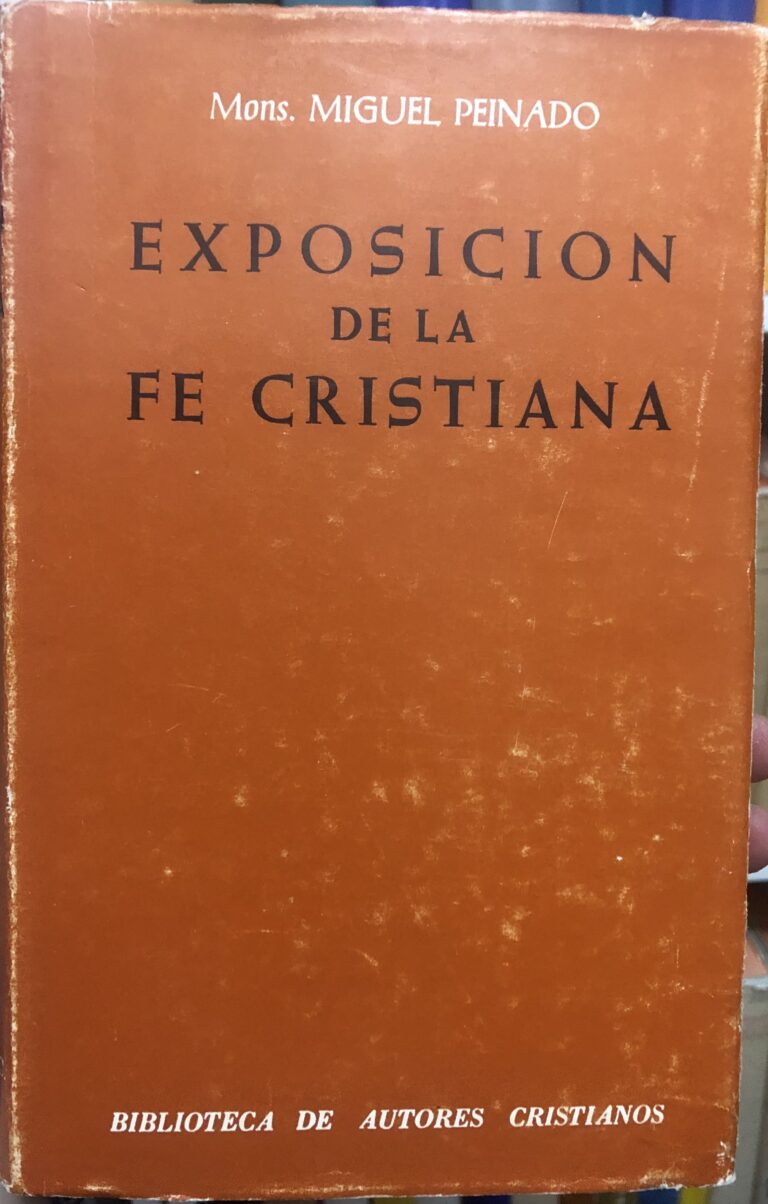 Mons. MIGUEL PEINADO
EXPOSICION
DE LA
FE CRISTIANA
BIBLIOTECA DE AUTORES CRISTIANOS